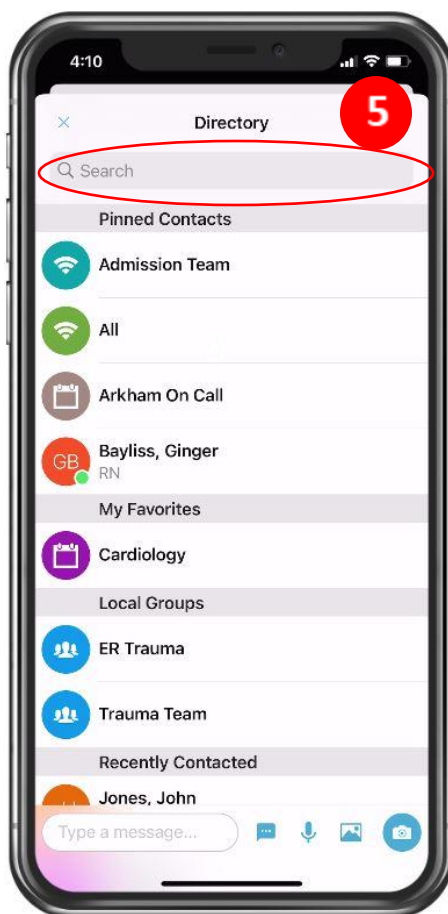 4:10
5
Directory
Search
Pinned Contacts
Admission Team
All
Arkham On Call
GB
Bayliss, Ginger
RN
My Favorites
Cardiology
Local Groups
ER Trauma
Trauma Team
Recently Contacted
Jones, John
Type a message...